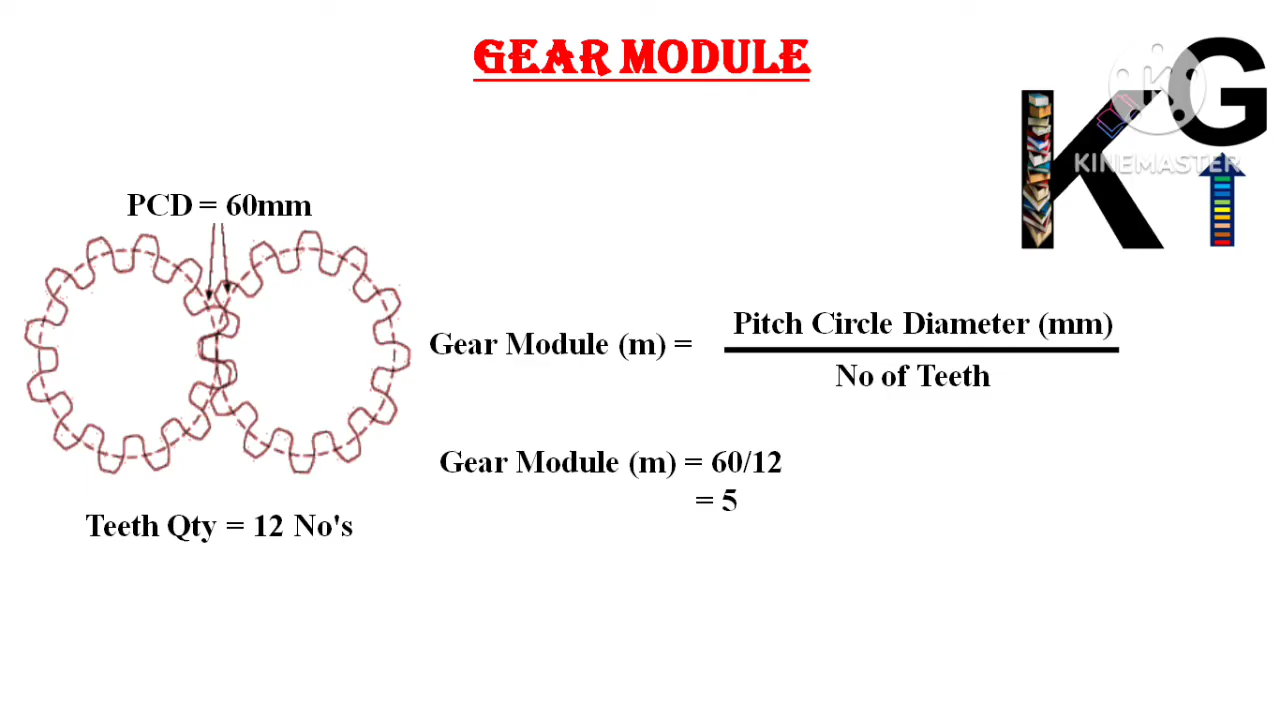 GEAR MODULE
KG
KINEMASTER
PCD = 60mm
Gear Module (m) =
Pitch Circle Diameter (mm)
No of Teeth
Gear Module (m) = 60/12
= 5
Teeth Qty = 12 No's